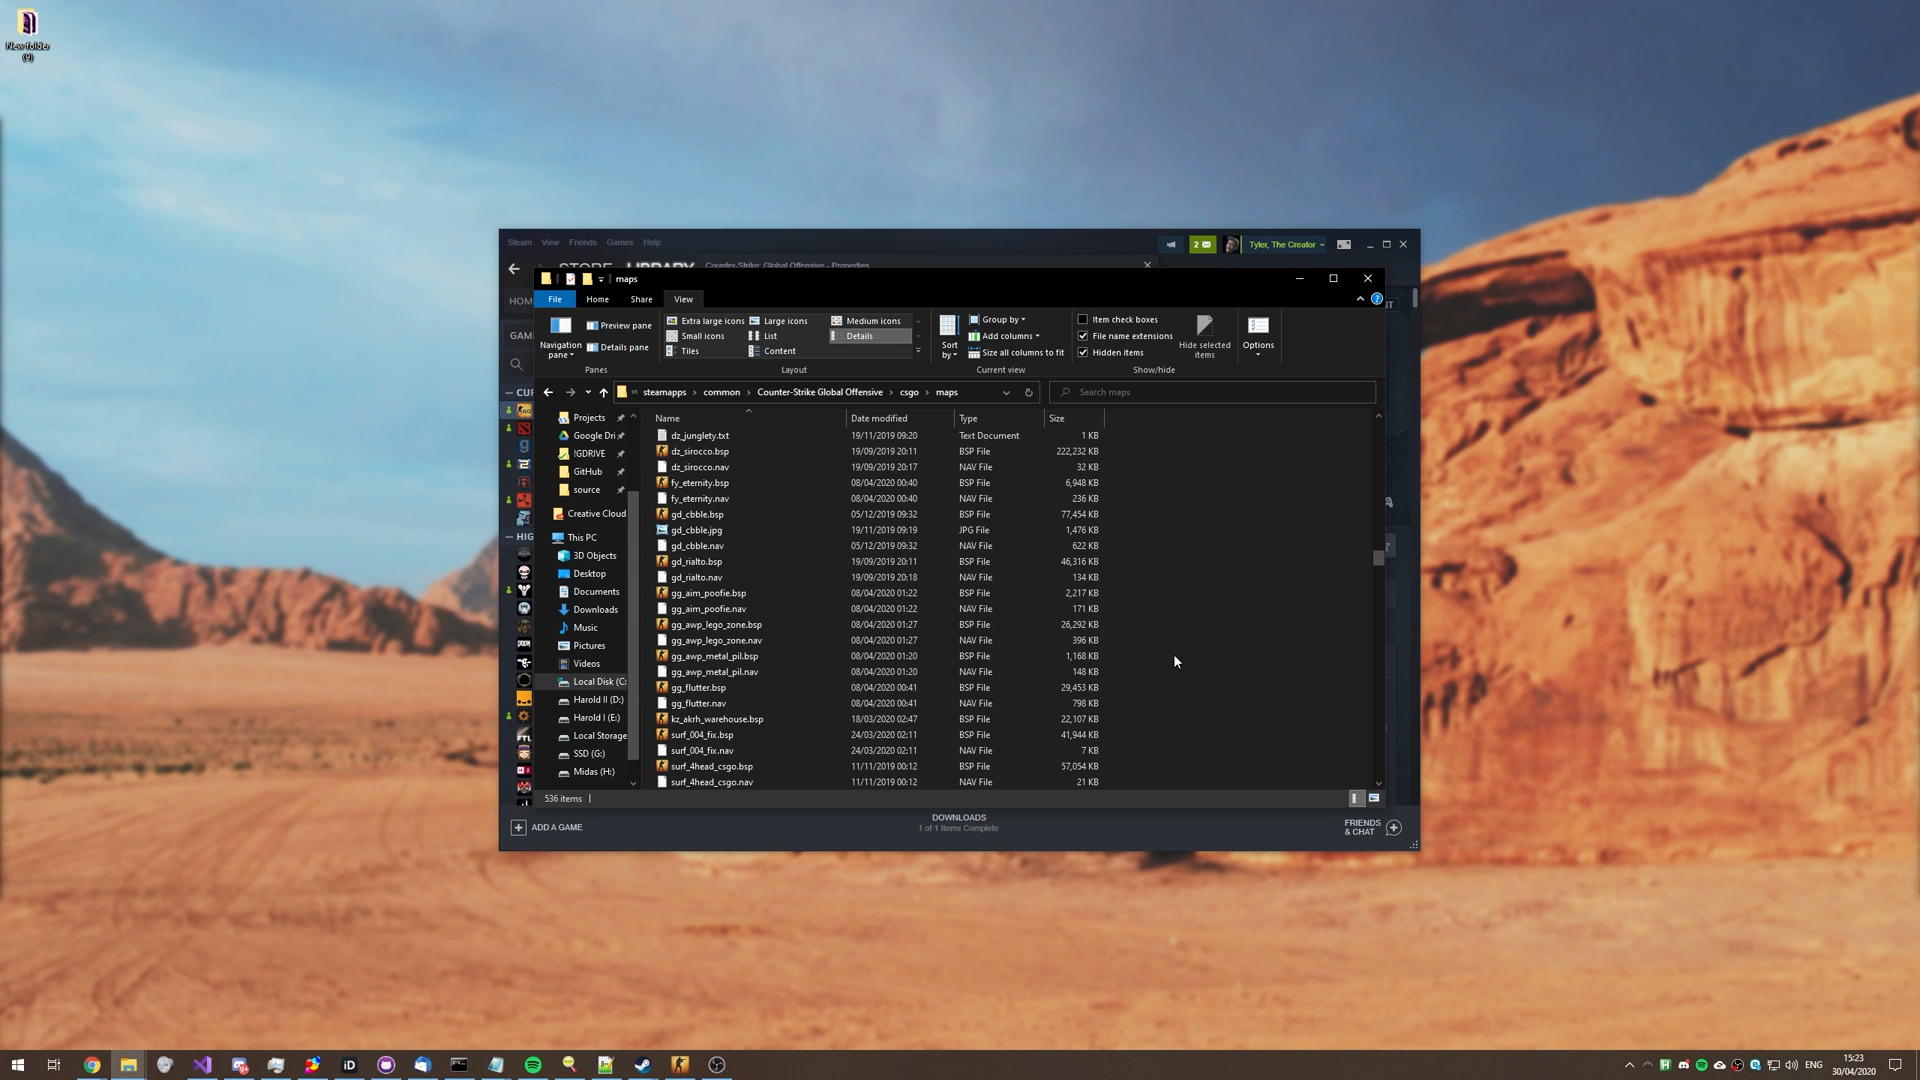 New folder
(9)
Steam View Friends Games Help
2
Tyler, The Creator
STORE LIBRARY
Counter-Strike: Global Offensive - Properties
maps
File Home Share View
Navigation pane
Preview pane
Details pane
Panes
Extra large icons Large icons Medium icons
Small icons List Details
Tiles Content
Layout
Sort by
Group by
Add columns
Size all columns to fit
Current view
Item check boxes
File name extensions
Hidden items
Hide selected items
Show/hide
Options
HOM
GAM
« steamapps › common › Counter-Strike Global Offensive › csgo › maps
Search maps
CU
HIG
Projects
Google Dri
!GDRIVE
GitHub
source
Creative Cloud
This PC
3D Objects
Desktop
Documents
Downloads
Music
Pictures
Videos
Local Disk (C:
Harold II (D:)
Harold I (E:)
Local Storage
SSD (G:)
Midas (H:)
Name Date modified Type Size
dz_junglety.txt 19/11/2019 09:20 Text Document 1 KB
dz_sirocco.bsp 19/09/2019 20:11 BSP File 222,232 KB
dz_sirocco.nav 19/09/2019 20:17 NAV File 32 KB
fy_eternity.bsp 08/04/2020 00:40 BSP File 6,948 KB
fy_eternity.nav 08/04/2020 00:40 NAV File 236 KB
gd_cbble.bsp 05/12/2019 09:32 BSP File 77,454 KB
gd_cbble.jpg 19/11/2019 09:19 JPG File 1,476 KB
gd_cbble.nav 05/12/2019 09:32 NAV File 622 KB
gd_rialto.bsp 19/09/2019 20:11 BSP File 46,316 KB
gd_rialto.nav 19/09/2019 20:18 NAV File 134 KB
gg_aim_poofie.bsp 08/04/2020 01:22 BSP File 2,217 KB
gg_aim_poofie.nav 08/04/2020 01:22 NAV File 171 KB
gg_awp_lego_zone.bsp 08/04/2020 01:27 BSP File 26,292 KB
gg_awp_lego_zone.nav 08/04/2020 01:27 NAV File 396 KB
gg_awp_metal_pil.bsp 08/04/2020 01:20 BSP File 1,168 KB
gg_awp_metal_pil.nav 08/04/2020 01:20 NAV File 148 KB
gg_flutter.bsp 08/04/2020 00:41 BSP File 29,453 KB
gg_flutter.nav 08/04/2020 00:41 NAV File 798 KB
kz_akrh_warehouse.bsp 18/03/2020 02:47 BSP File 22,107 KB
surf_004_fix.bsp 24/03/2020 02:11 BSP File 41,944 KB
surf_004_fix.nav 24/03/2020 02:11 NAV File 7 KB
surf_4head_csgo.bsp 11/11/2019 00:12 BSP File 57,054 KB
surf_4head_csgo.nav 11/11/2019 00:12 NAV File 21 KB
536 items
ADD A GAME
DOWNLOADS
1 of 1 Items Complete
FRIENDS
& CHAT
ENG
15:23
30/04/2020